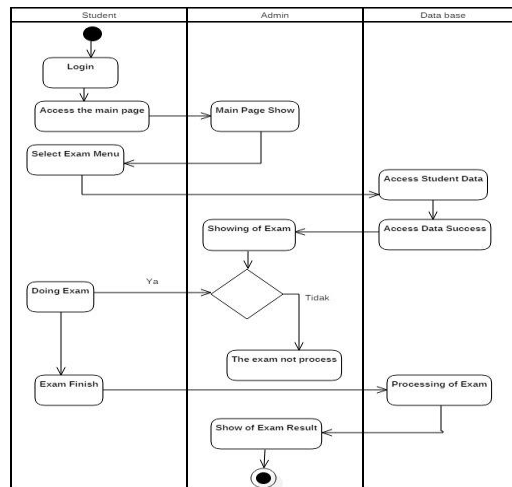 Student
Admin
Data base
Login
Access the main page
Main Page Show
Select Exam Menu
Access Student Data
Showing of Exam
Access Data Success
Ya
Doing Exam
Tidak
The exam not process
Exam Finish
Processing of Exam
Show of Exam Result